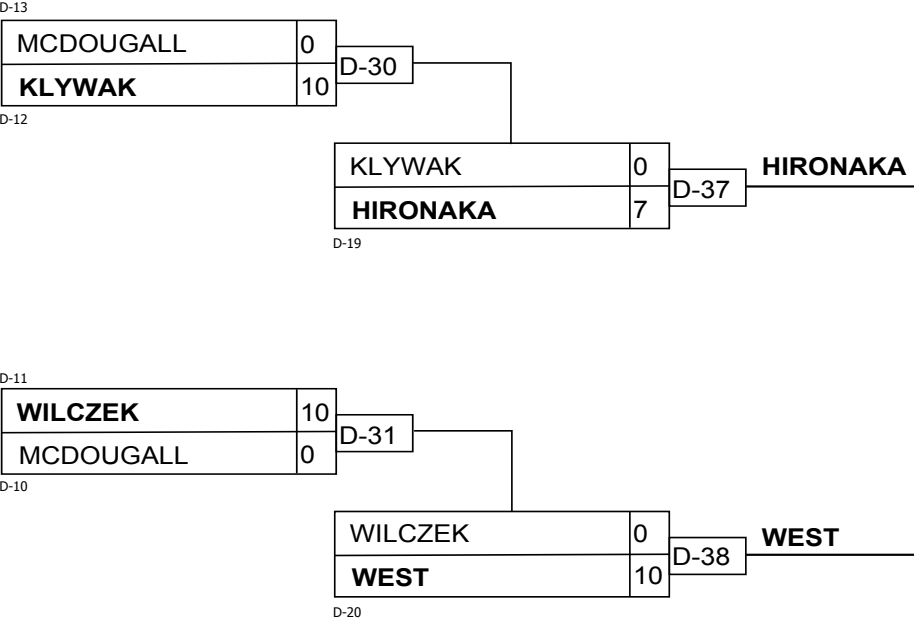 D-13
MCDOUGALL 0
D-30
KLYWAK 10
D-12
KLYWAK 0
HIRONAKA
D-37
HIRONAKA 7
D-19
D-11
WILCZEK 10
D-31
MCDOUGALL 0
D-10
WILCZEK 0
WEST
D-38
WEST 10
D-20